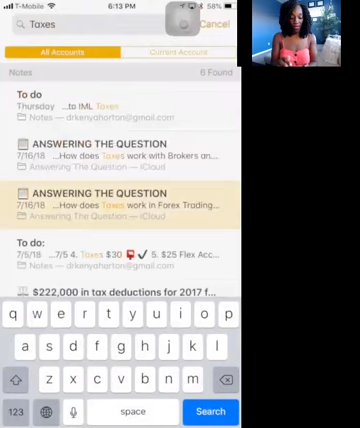 T-Mobile 6:13 PM 58%
Taxes Cancel
All Accounts Current Account
Notes 6 Found
To do
Thursday ...to IML Taxes
Notes — drkenyahorton@gmail.com
ANSWERING THE QUESTION
7/16/18 ...How does Taxes work with Brokers an...
Answering The Question — iCloud
ANSWERING THE QUESTION
7/16/18 ...How does Taxes work in Forex Trading...
Answering The Question — iCloud
To do:
7/5/18 ...7/5 4. Taxes $30 ✔ 5. $25 Flex Acc...
Notes — drkenyahorton@gmail.com
$222,000 in tax deductions for 2017 f...
q w e r t y u i o p
a s d f g h j k l
z x c v b n m
123 space Search